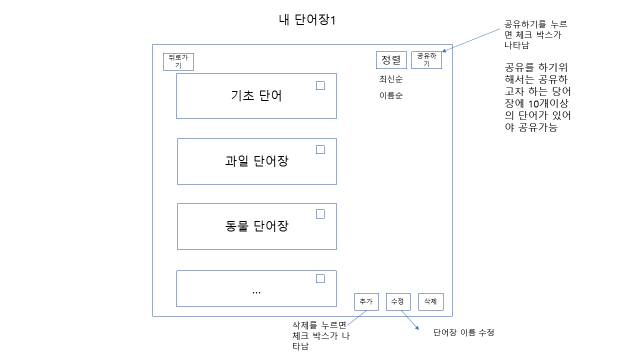 내 단어장1
뒤로가
기
정렬
공유하
기
최신순
이름순
기초 단어
과일 단어장
동물 단어장
...
추가
수정
삭제
공유하기를 누르
면 체크 박스가
나타남
공유를 하기위
해서는 공유하
고자 하는 당어
장에 10개이상
의 단어가 있어
야 공유가능
삭제를 누르면
체크 박스가 나
타남
단어장 이름 수정